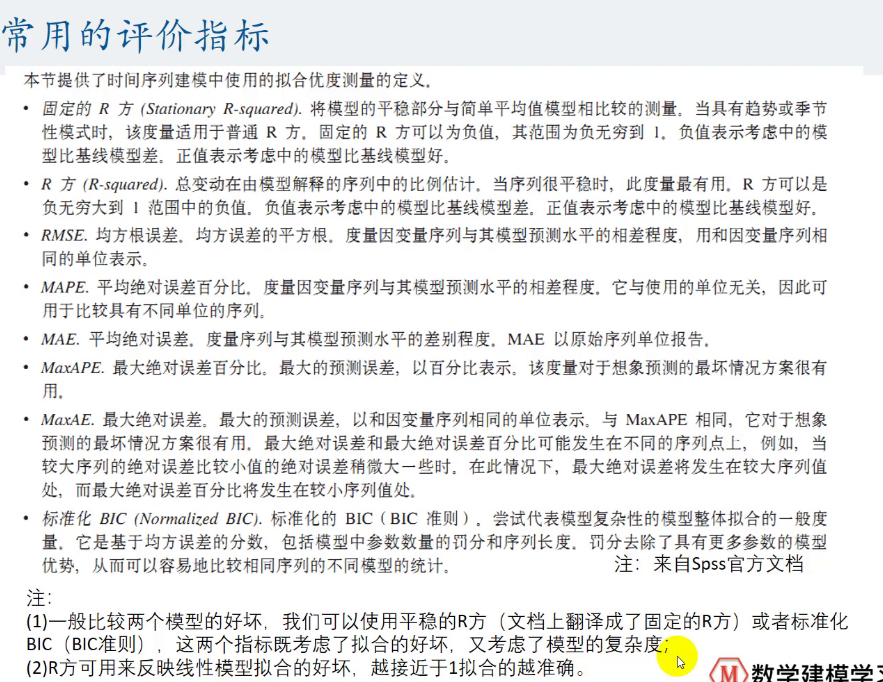 常用的评价指标
本节提供了时间序列建模中使用的拟合优度测量的定义。
• 固定的 R 方 (Stationary R-squared). 将模型的平稳部分与简单平均值模型相比较的测量。当具有趋势或季节
性模式时，该度量适用于普通 R 方。固定的 R 方可以为负值，其范围为负无穷到 1。负值表示考虑中的模
型比基线模型差。正值表示考虑中的模型比基线模型好。
• R 方 (R-squared). 总变动在由模型解释的序列中的比例估计。当序列很平稳时，此度量最有用。R 方可以是
负无穷大到 1 范围中的负值。负值表示考虑中的模型比基线模型差。正值表示考虑中的模型比基线模型好。
• RMSE. 均方根误差。均方误差的平方根。度量因变量序列与其模型预测水平的相差程度，用和因变量序列相
同的单位表示。
• MAPE. 平均绝对误差百分比。度量因变量序列与其模型预测水平的相差程度。它与使用的单位无关，因此可
用于比较具有不同单位的序列。
• MAE. 平均绝对误差。度量序列与其模型预测水平的差别程度。MAE 以原始序列单位报告。
• MaxAPE. 最大绝对误差百分比。最大的预测误差，以百分比表示。该度量对于想象预测的最坏情况方案很有
用。
• MaxAE. 最大绝对误差。最大的预测误差，以和因变量序列相同的单位表示。与 MaxAPE 相同，它对于想象
预测的最坏情况方案很有用。最大绝对误差和最大绝对误差百分比可能发生在不同的序列点上，例如，当
较大序列的绝对误差比较小值的绝对误差稍微大一些时。在此情况下，最大绝对误差将发生在较大序列值
处，而最大绝对误差百分比将发生在较小序列值处。
• 标准化 BIC (Normalized BIC). 标准化的 BIC（BIC 准则）。尝试代表模型复杂性的模型整体拟合的一般度
量。它是基于均方误差的分数，包括模型中参数数量的罚分和序列长度。罚分去除了具有更多参数的模型
优势，从而可以容易地比较相同序列的不同模型的统计。 注：来自Spss官方文档
注：
(1)一般比较两个模型的好坏，我们可以使用平稳的R方（文档上翻译成了固定的R方）或者标准化
BIC（BIC准则），这两个指标既考虑了拟合的好坏，又考虑了模型的复杂度;
(2)R方可用来反映线性模型拟合的好坏，越接近于1拟合的越准确。
M 数学建模学习